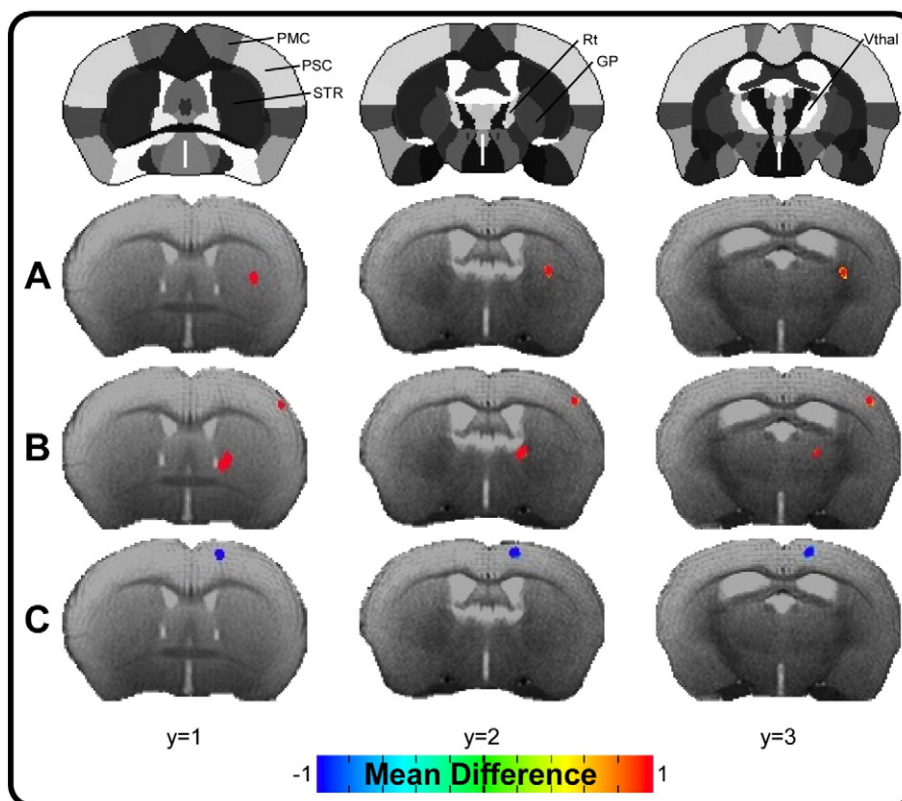 PMC
PSC
STR
Rt
GP
Vthal
A
B
C
y=1
y=2
y=3
-1
Mean Difference
1